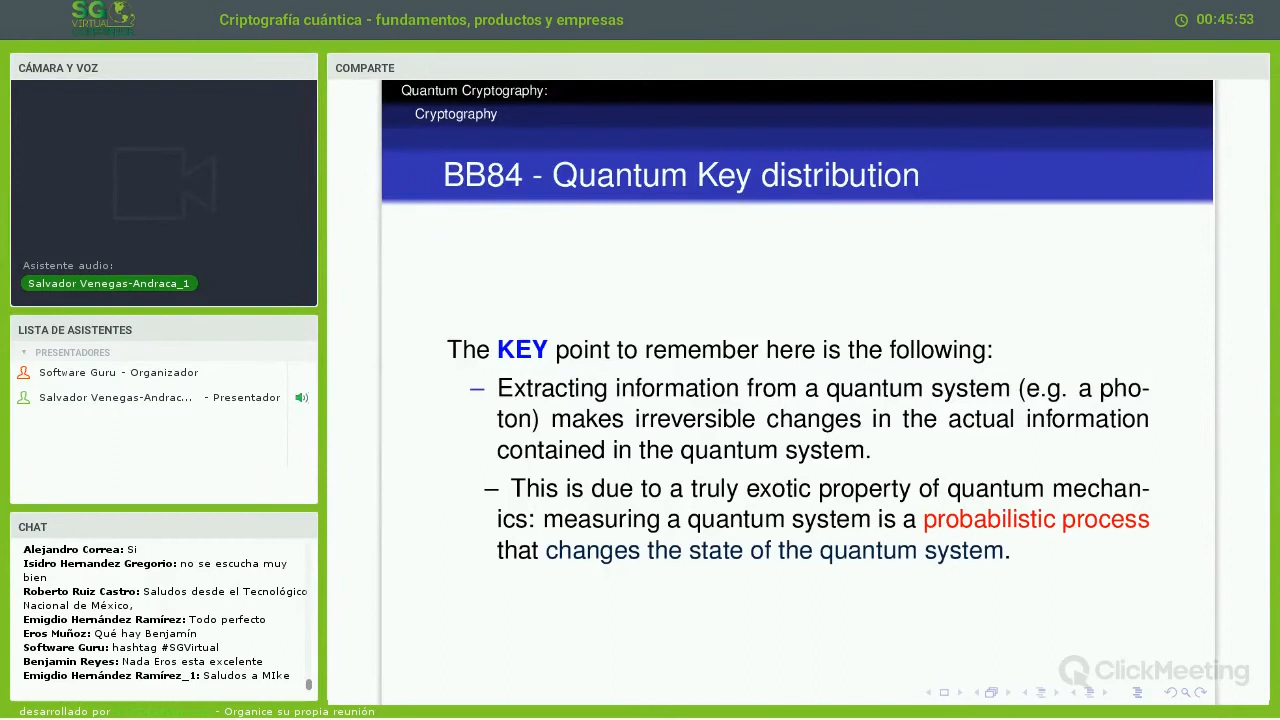 SG
VIRTUAL
Criptografía cuántica - fundamentos, productos y empresas
00:45:53
CÁMARA Y VOZ
Asistente audio:
Salvador Venegas-Andraca_1
LISTA DE ASISTENTES
PRESENTADORES
Software Guru - Organizador
Salvador Venegas-Andrac... - Presentador
CHAT
Alejandro Correa: Si
Isidro Hernandez Gregorio: no se escucha muy
bien
Roberto Ruiz Castro: Saludos desde el Tecnológico
Nacional de México,
Emigdio Hernández Ramírez: Todo perfecto
Eros Muñoz: Qué hay Benjamín
Software Guru: hashtag #SGVirtual
Benjamin Reyes: Nada Eros esta excelente
Emigdio Hernández Ramírez_1: Saludos a MIke
COMPARTE
Quantum Cryptography:
Cryptography
BB84 - Quantum Key distribution
The KEY point to remember here is the following:
– Extracting information from a quantum system (e.g. a pho-
ton) makes irreversible changes in the actual information
contained in the quantum system.
– This is due to a truly exotic property of quantum mechan-
ics: measuring a quantum system is a probabilistic process
that changes the state of the quantum system.
ClickMeeting
desarrollado por - Organice su propia reunión